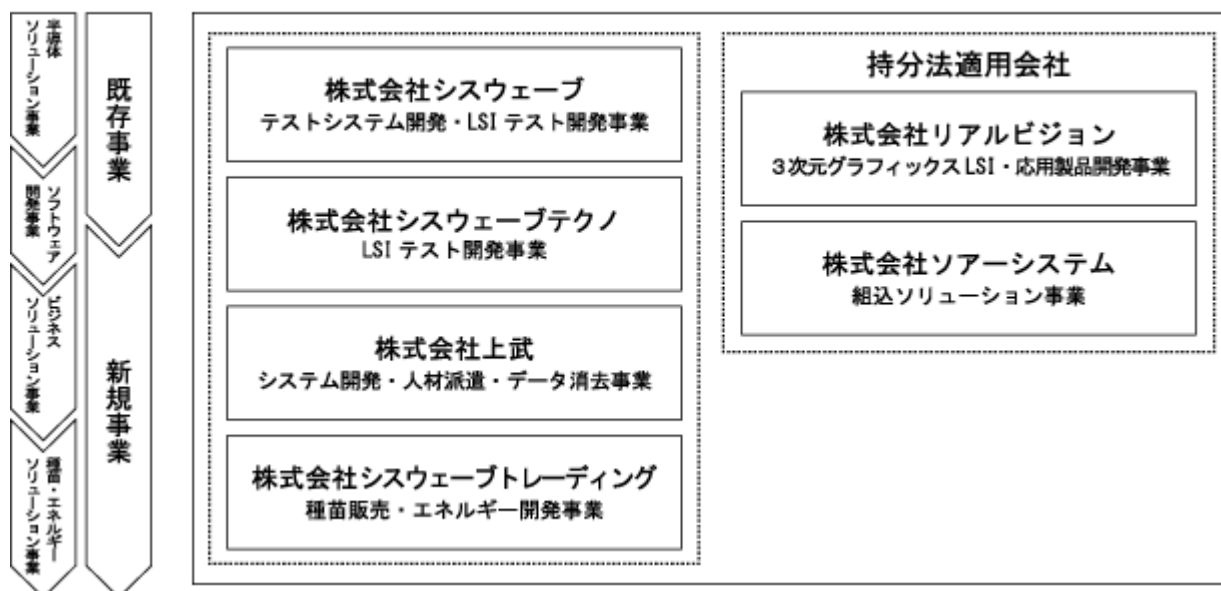 半導体
ソリューション事業
ソフトウェア
開発事業
ビジネス
ソリューション事業
種苗・エネルギー
ソリューション事業
既存事業
新規事業
株式会社シスウェーブ
テストシステム開発・LSI テスト開発事業
株式会社シスウェーブテクノ
LSI テスト開発事業
株式会社上武
システム開発・人材派遣・データ消去事業
株式会社シスウェーブトレーディング
種苗販売・エネルギー開発事業
持分法適用会社
株式会社リアルビジョン
3次元グラフィックスLSI・応用製品開発事業
株式会社ソアーシステム
組込ソリューション事業